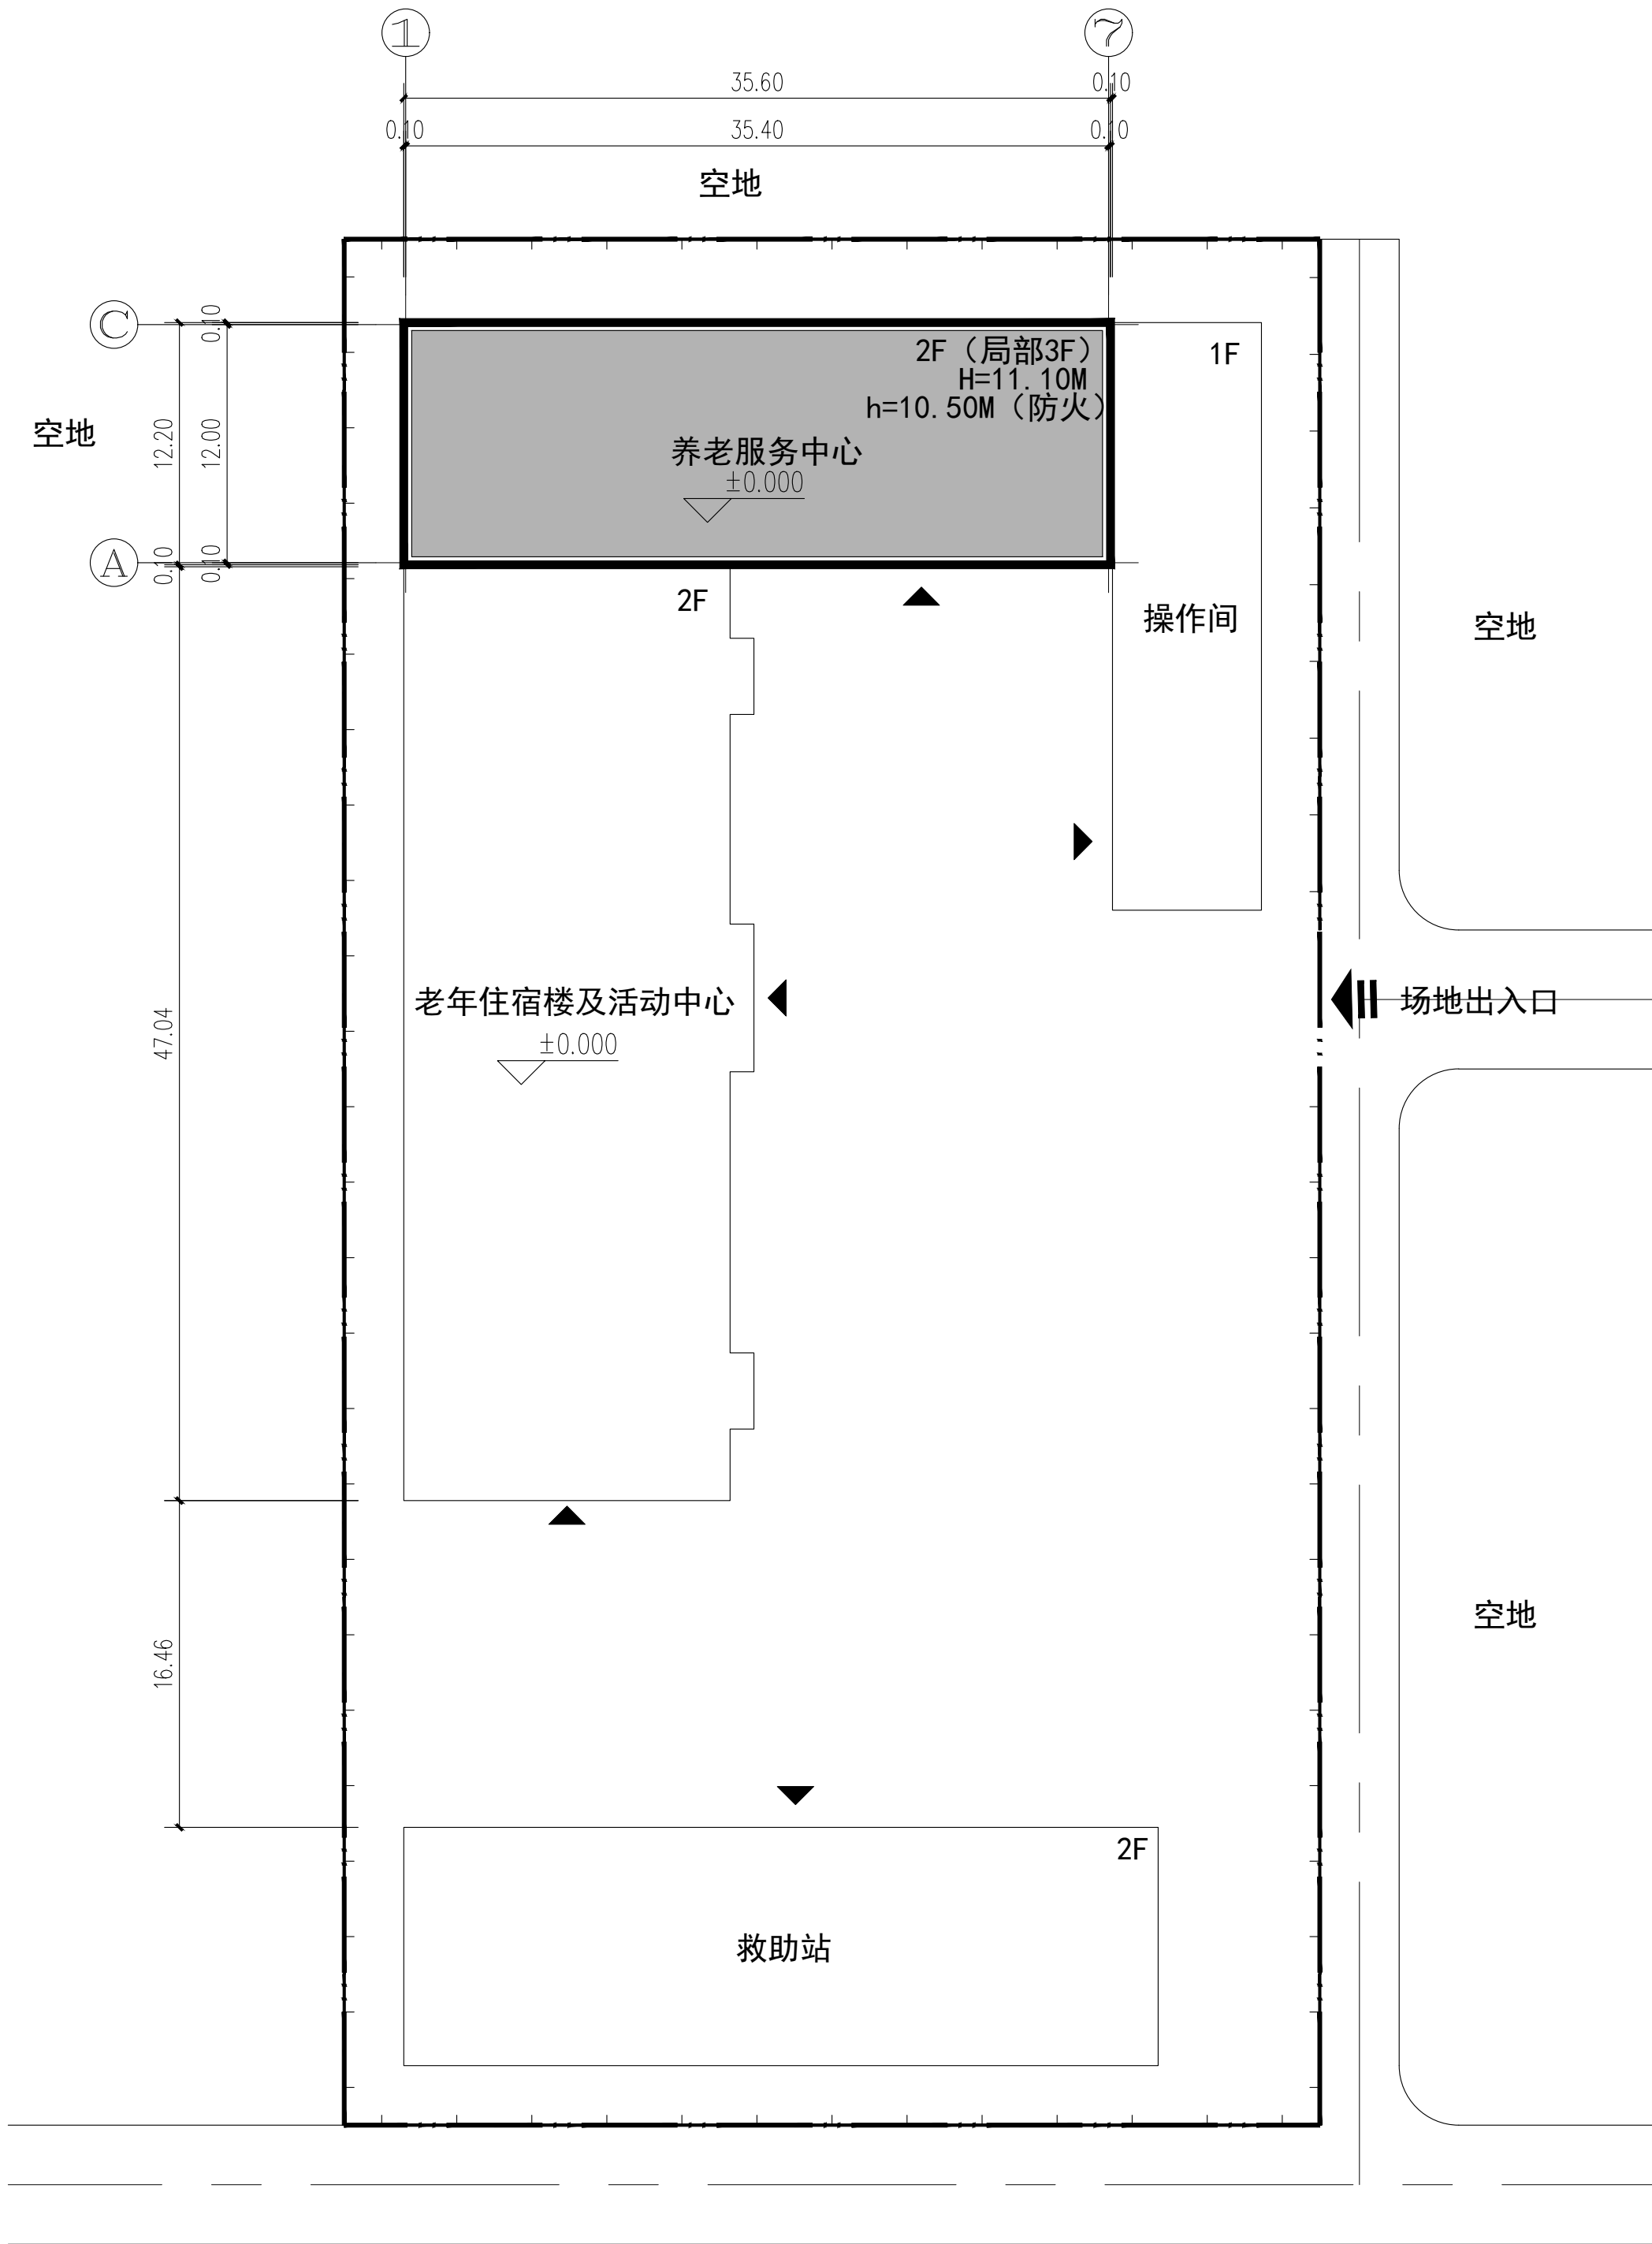 1
7
35.60
0.10
0.10
35.40
0.10
空地
C
0.10
2F（局部3F）
1F
H=11.10M
h=10.50M（防火）
空地
12.20
12.00
养老服务中心
±0.000
A
0.10
0.10
2F
操作间
空地
老年住宿楼及活动中心
场地出入口
47.04
±0.000
空地
16.46
2F
救助站